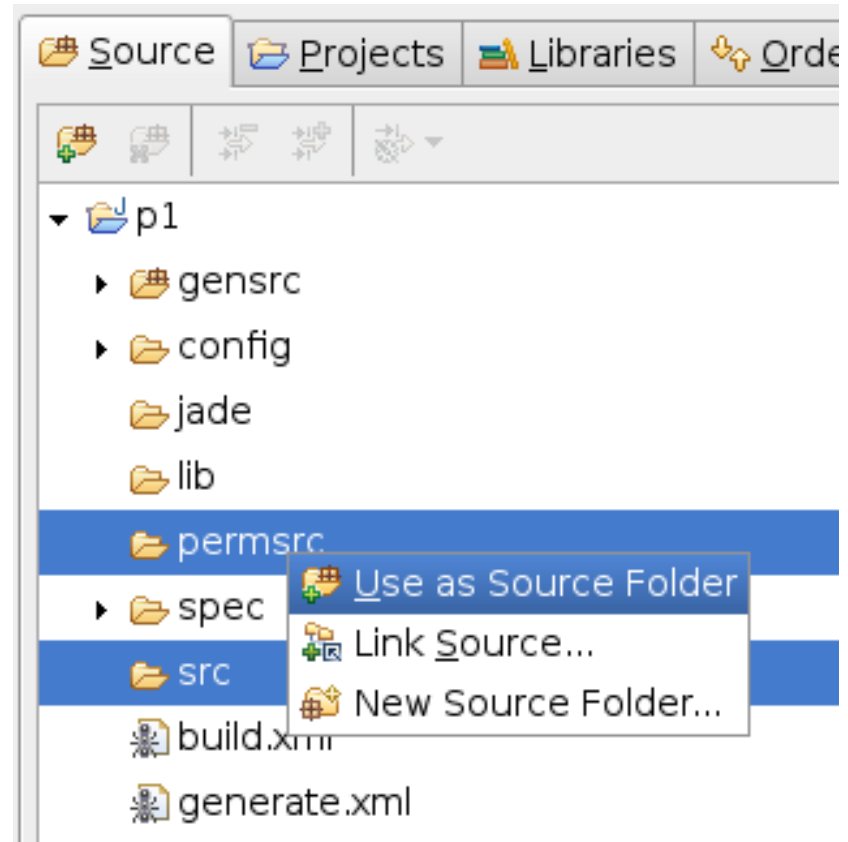 Source Projects Libraries Orde
p1
gensrc
config
jade
lib
permsrc
Use as Source Folder
spec
Link Source...
src
New Source Folder...
build.xml
generate.xml